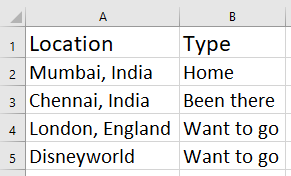 A B
1 Location Type
2 Mumbai, India Home
3 Chennai, India Been there
4 London, England Want to go
5 Disneyworld Want to go